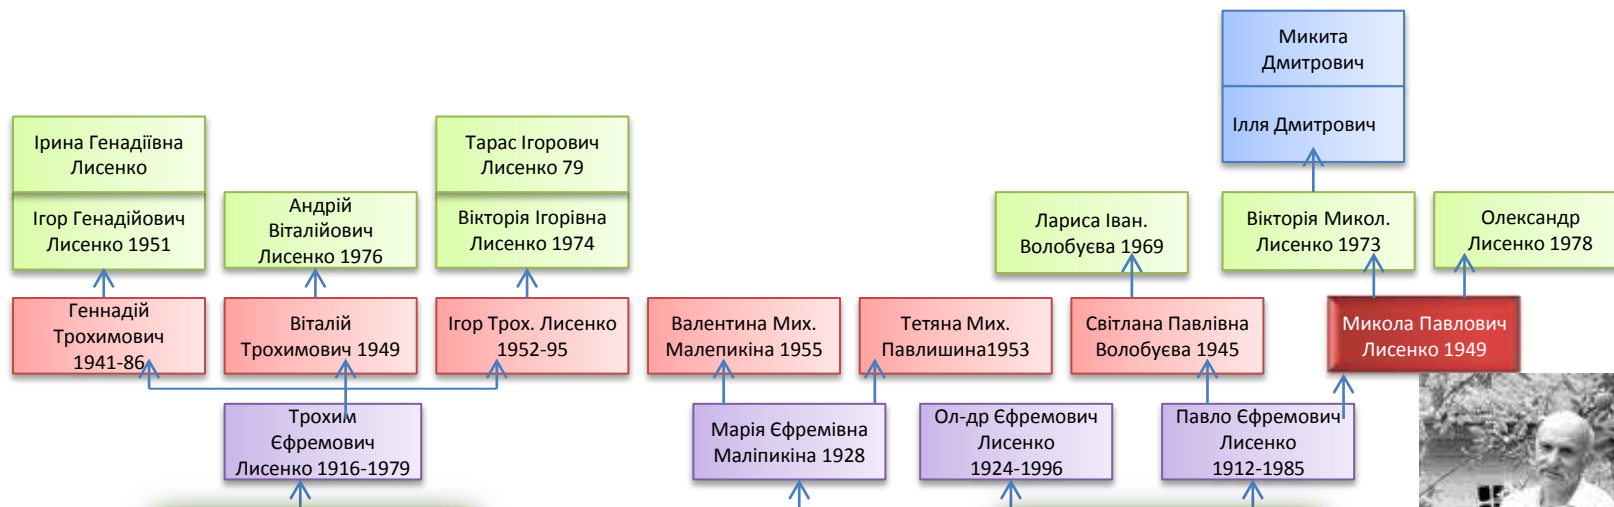 Микита
Дмитрович
Ілля Дмитрович
Ірина Генадіївна
Лисенко
Тарас Ігорович
Лисенко 79
Ігор Генадійович
Лисенко 1951
Андрій
Віталійович
Лисенко 1976
Вікторія Ігорівна
Лисенко 1974
Лариса Іван.
Волобуєва 1969
Вікторія Микол.
Лисенко 1973
Олександр
Лисенко 1978
Геннадій
Трохимович
1941-86
Віталій
Трохимович 1949
Ігор Трох. Лисенко
1952-95
Валентина Мих.
Малепикіна 1955
Тетяна Мих.
Павлишина1953
Світлана Павлівна
Волобуєва 1945
Микола Павлович
Лисенко 1949
Трохим
Єфремович
Лисенко 1916-1979
Марія Єфремівна
Маліпикіна 1928
Ол-др Єфремович
Лисенко
1924-1996
Павло Єфремович
Лисенко
1912-1985